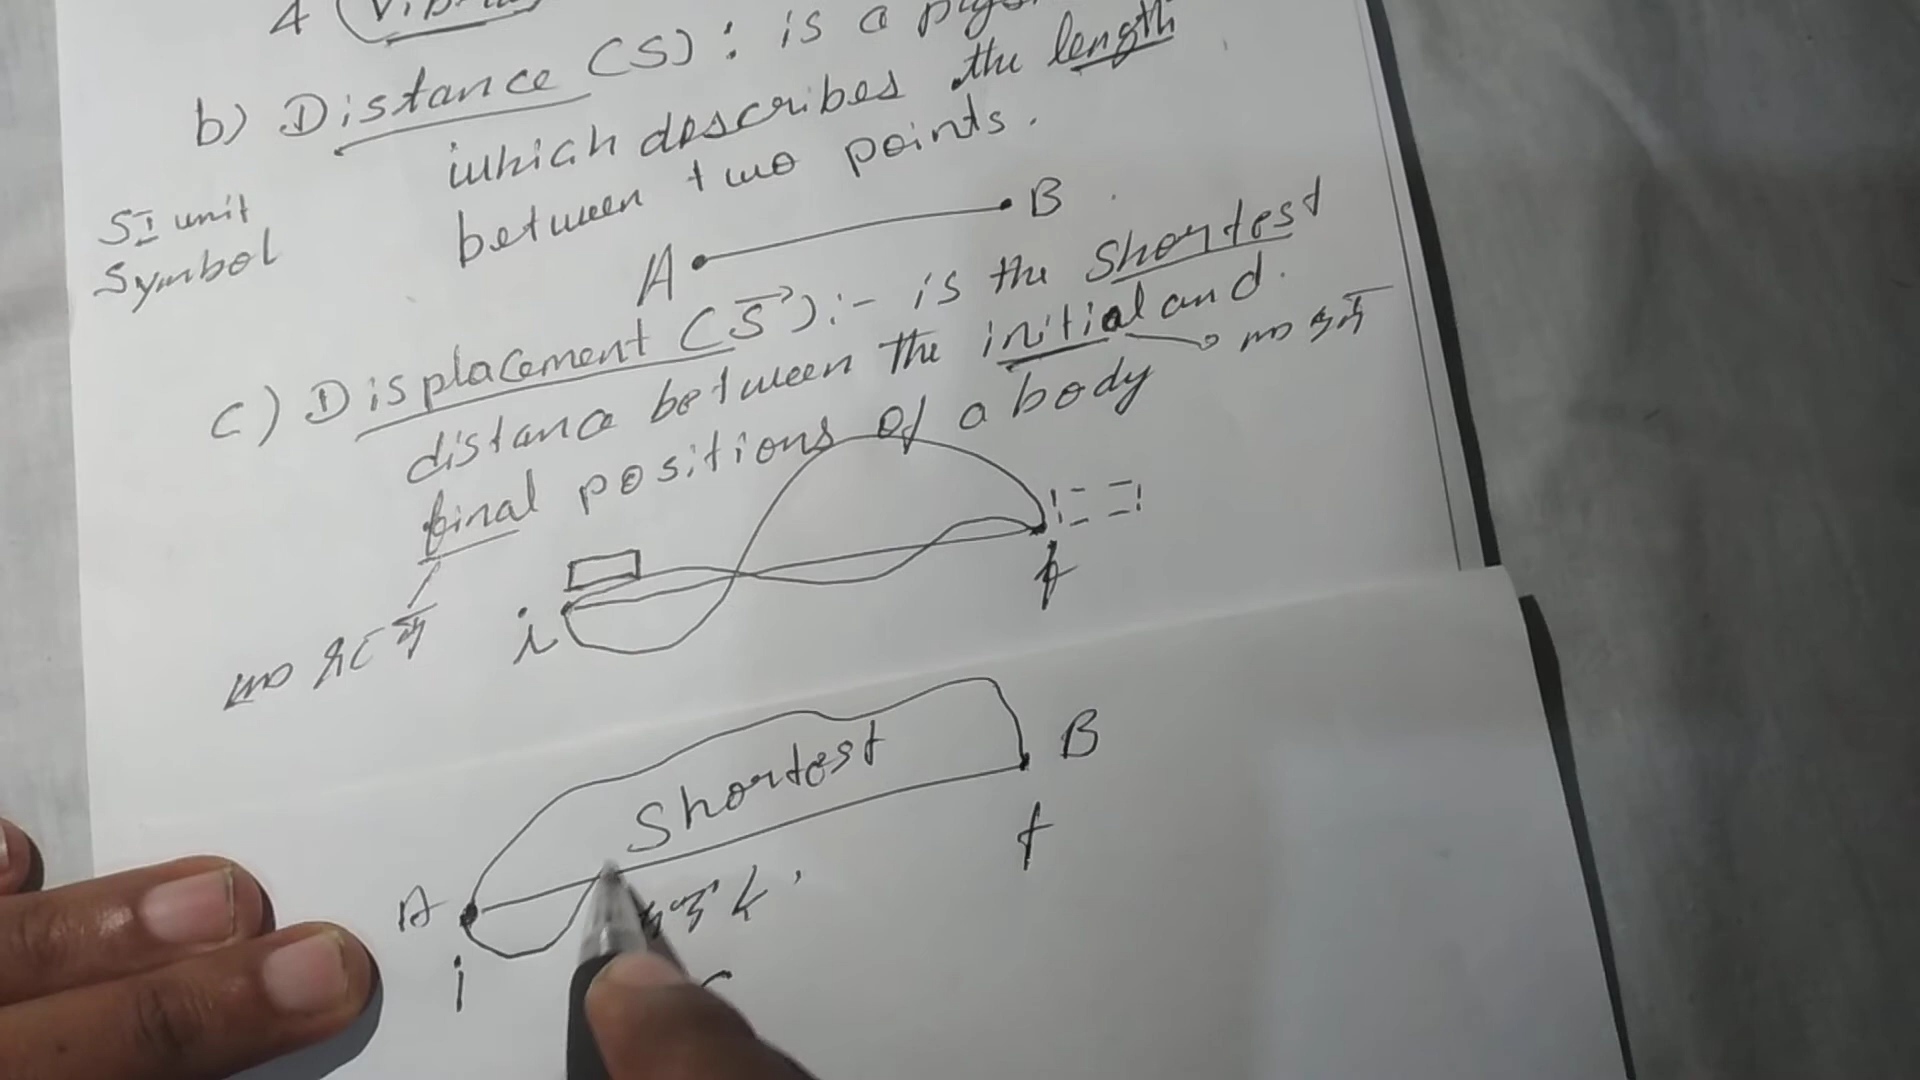 b) Distance (S) : is a
which describes the length
between two points.
SI unit
Symbol
A B
c) Displacement (S⃗) :- is the Shortest
distance between the initial and
final positions of a body
i f
Shortest
A B
i f